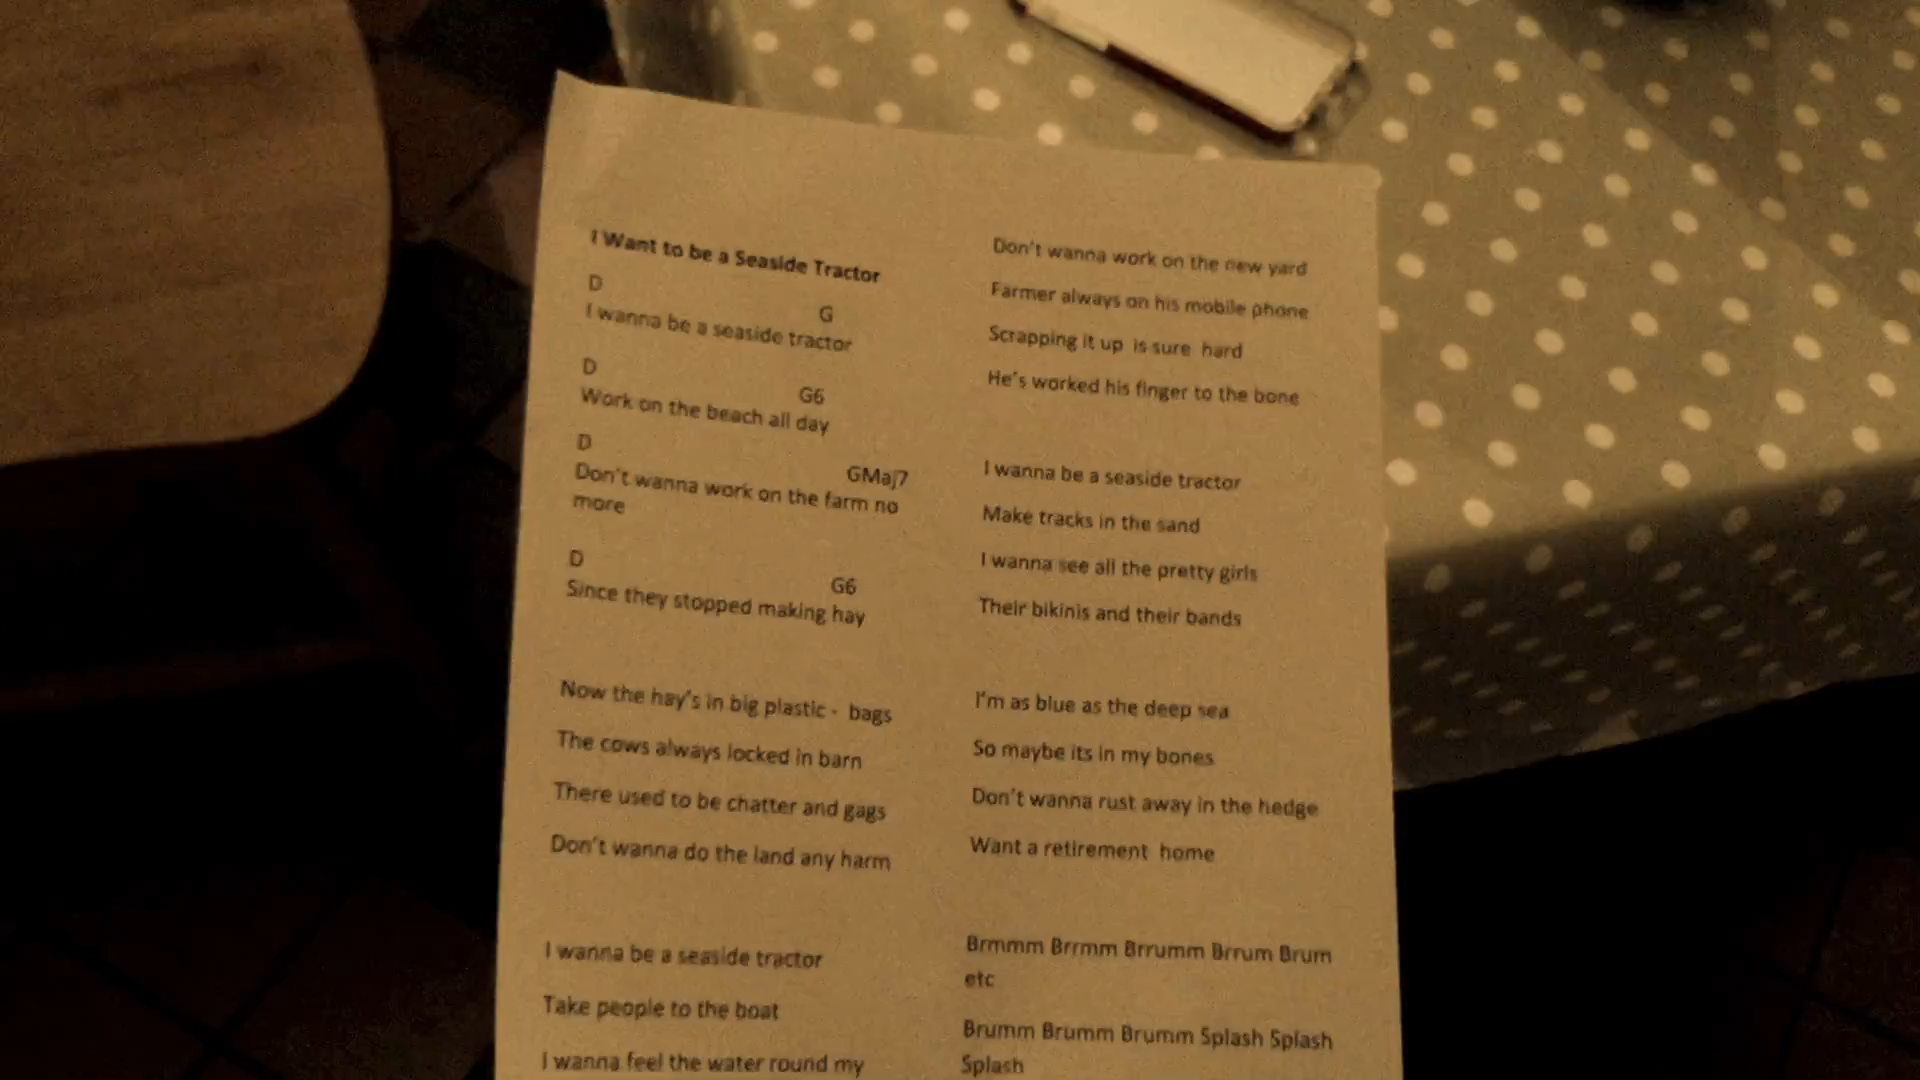 I Want to be a Seaside Tractor
D
G
I wanna be a seaside tractor
D
G6
Work on the beach all day
D
GMaj7
Don't wanna work on the farm no
more
D
G6
Since they stopped making hay
Now the hay's in big plastic - bags
The cows always locked in barn
There used to be chatter and gags
Don't wanna do the land any harm
I wanna be a seaside tractor
Take people to the boat
I wanna feel the water round my
Don't wanna work on the new yard
Farmer always on his mobile phone
Scrapping it up is sure hard
He's worked his finger to the bone
I wanna be a seaside tractor
Make tracks in the sand
I wanna see all the pretty girls
Their bikinis and their bands
I'm as blue as the deep sea
So maybe its in my bones
Don't wanna rust away in the hedge
Want a retirement home
Brmmm Brrmm Brrumm Brrum Brum
etc
Brumm Brumm Brumm Splash Splash
Splash